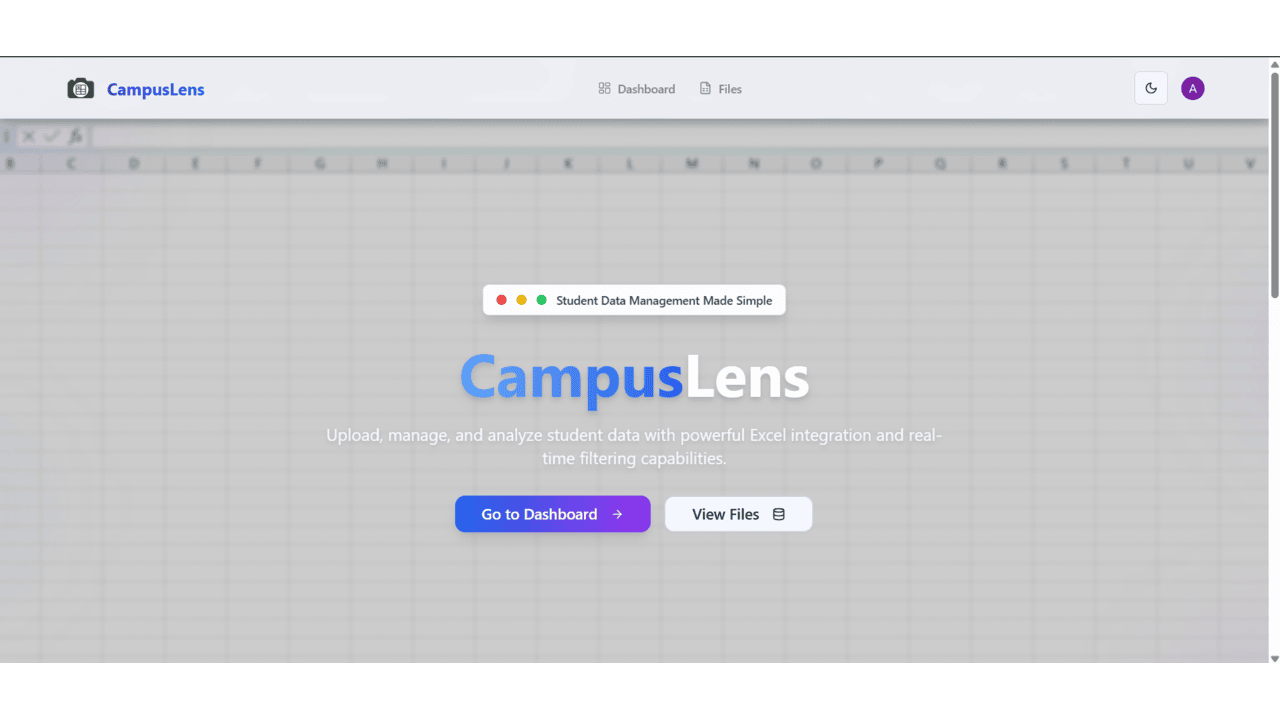 CampusLens
Dashboard
Files
A
fx
B C D E F G H I J K L M N O P Q R S T U V
Student Data Management Made Simple
CampusLens
Upload, manage, and analyze student data with powerful Excel integration and real-
time filtering capabilities.
Go to Dashboard
View Files